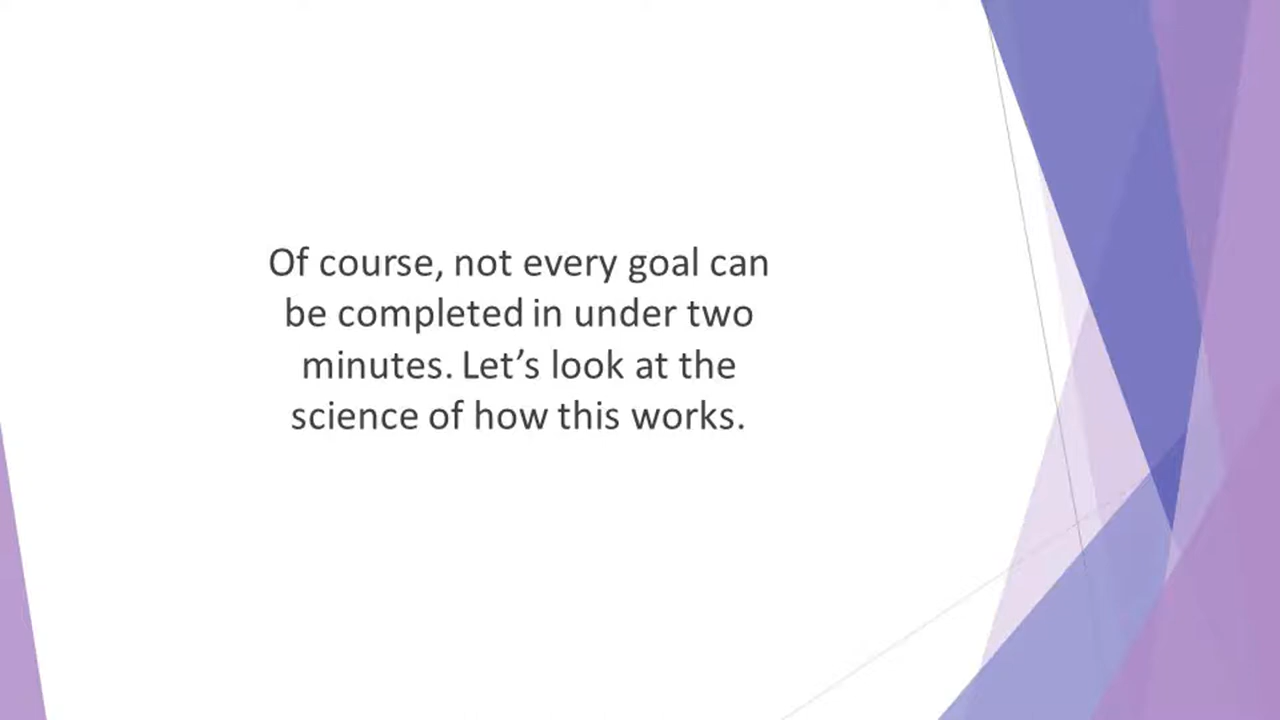 Of course, not every goal can
be completed in under two
minutes. Let’s look at the
science of how this works.